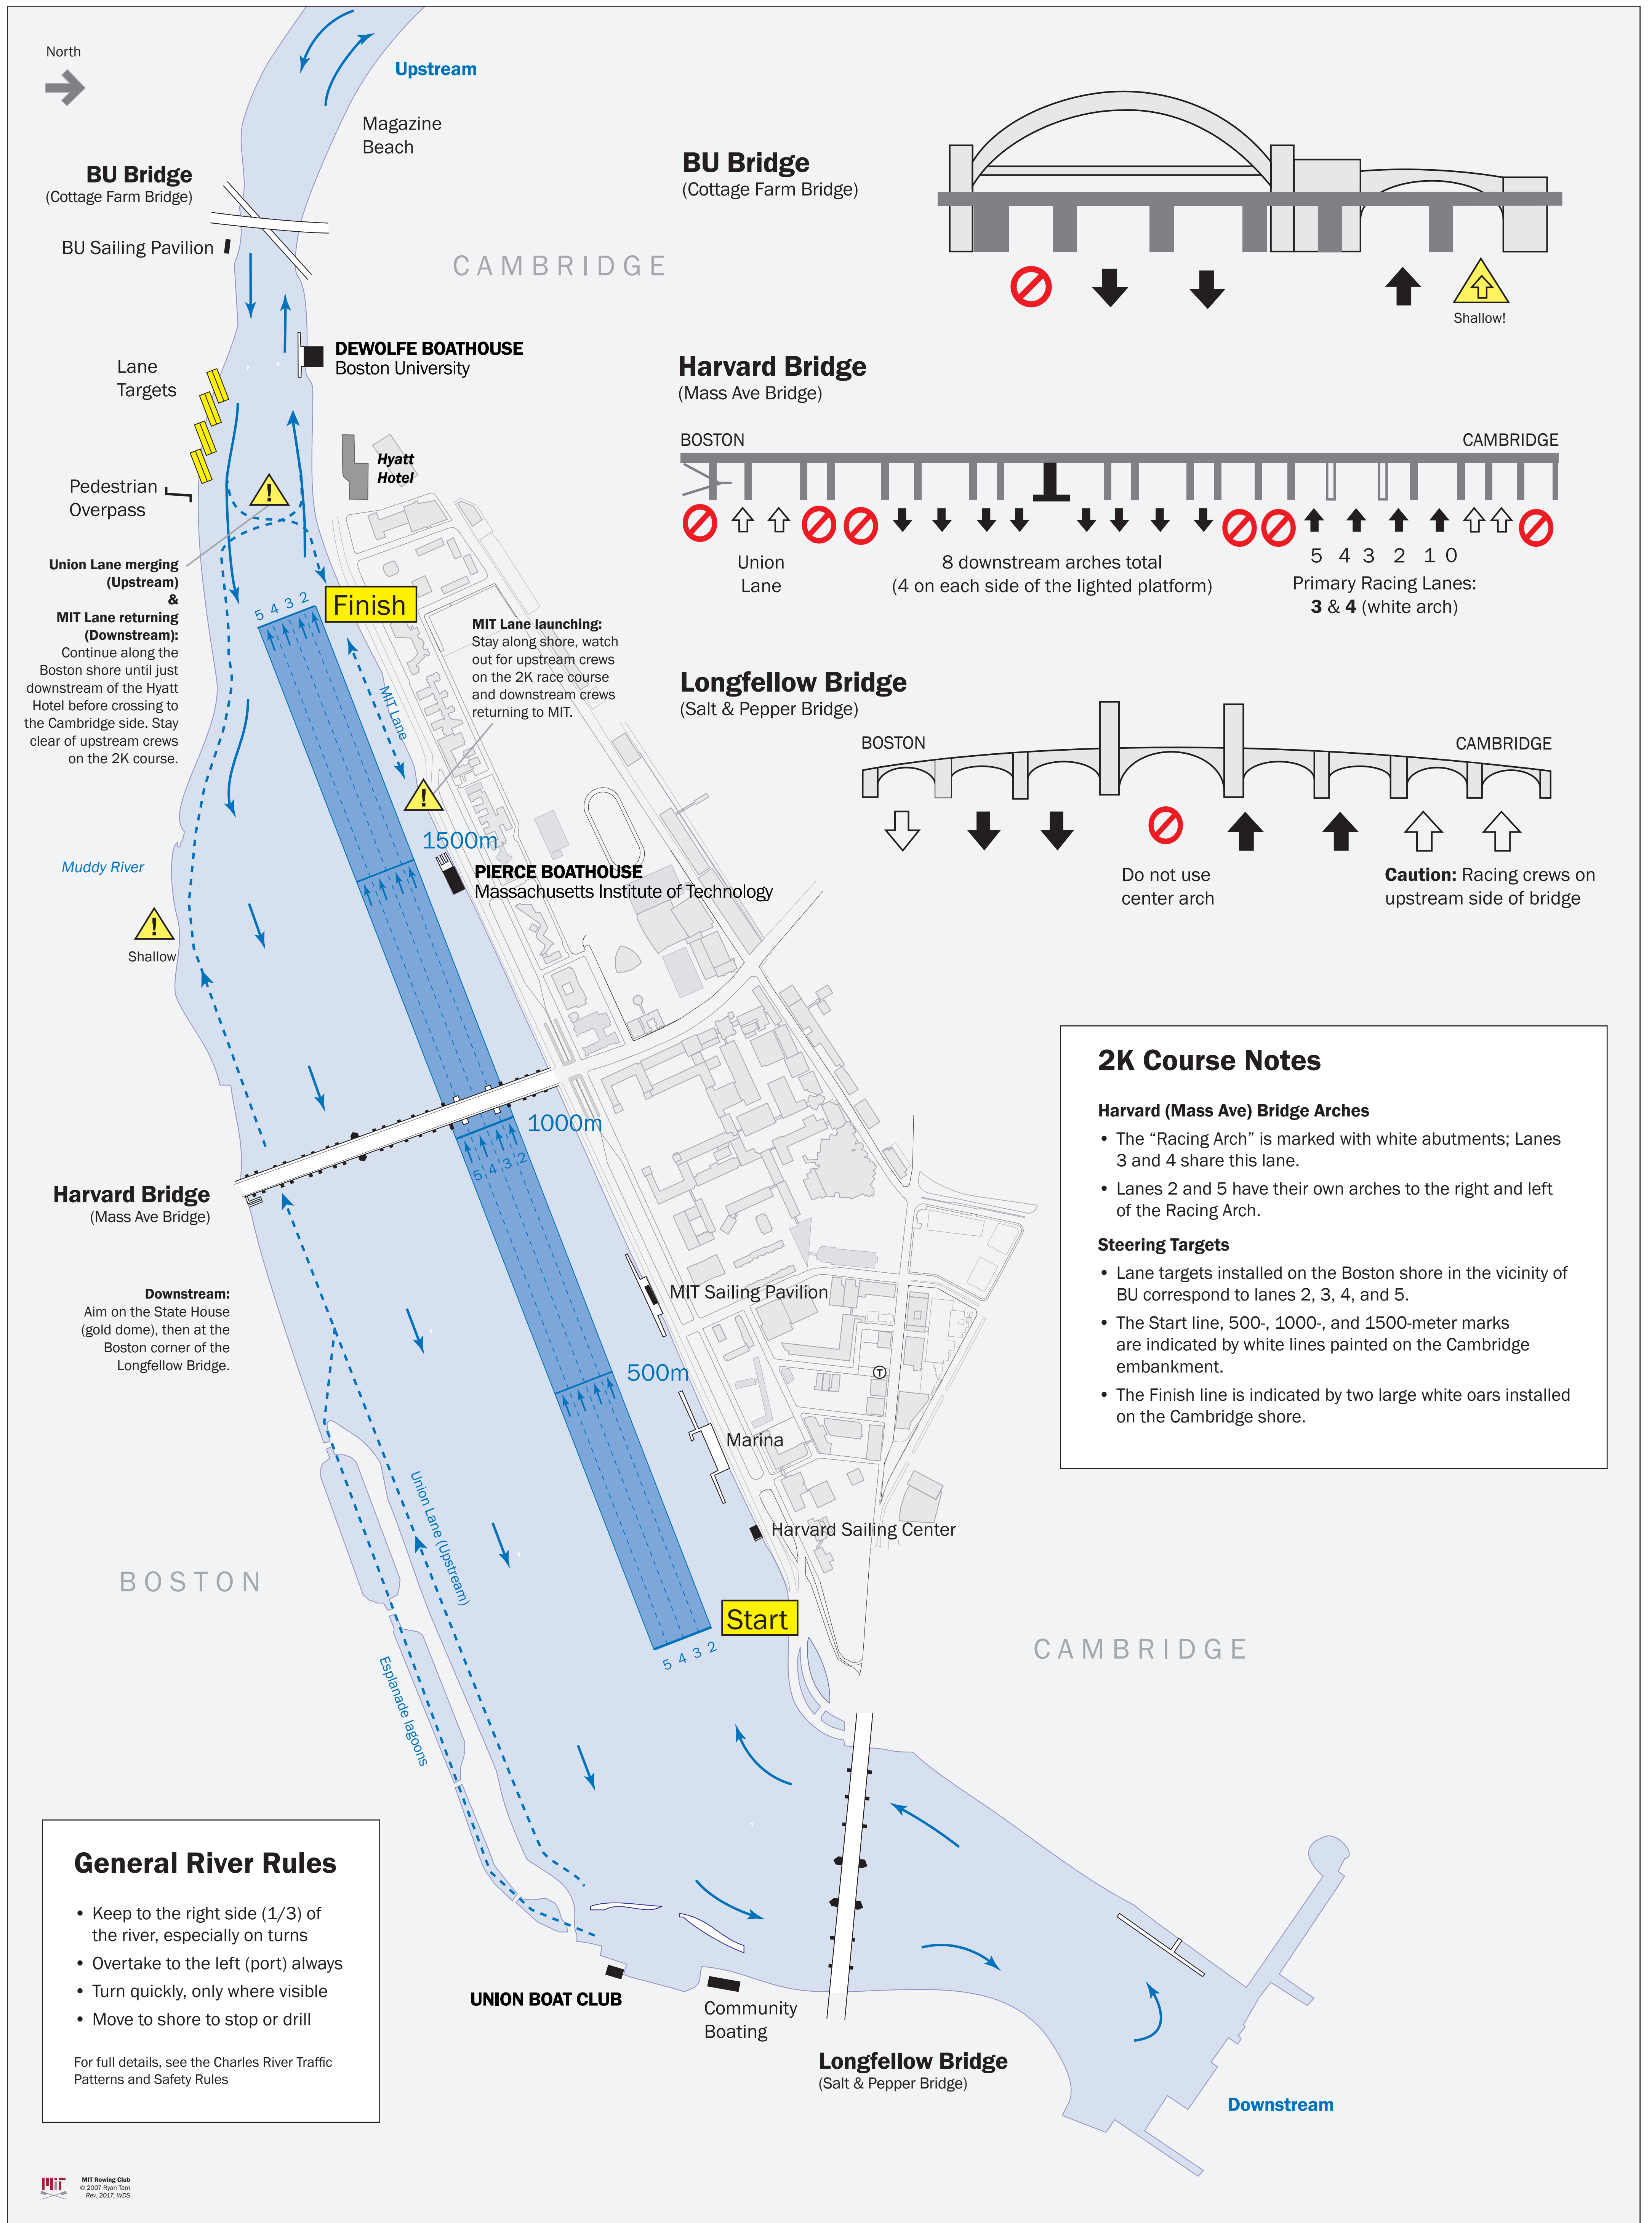 North
Upstream
Magazine
Beach
BU Bridge
(Cottage Farm Bridge)
BU Sailing Pavilion
CAMBRIDGE
DEWOLFE BOATHOUSE
Boston University
Lane
Targets
Hyatt
Hotel
Pedestrian
Overpass
Union Lane merging
(Upstream)
&
MIT Lane returning
(Downstream):
Continue along the
Boston shore until just
downstream of the Hyatt
Hotel before crossing to
the Cambridge side. Stay
clear of upstream crews
on the 2K course.
Finish
5 4 3 2
MIT Lane
MIT Lane launching:
Stay along shore, watch
out for upstream crews
on the 2K race course
and downstream crews
returning to MIT.
1500m
PIERCE BOATHOUSE
Massachusetts Institute of Technology
Muddy River
Shallow
1000m
5 4 3 2
Harvard Bridge
(Mass Ave Bridge)
Downstream:
Aim on the State House
(gold dome), then at the
Boston corner of the
Longfellow Bridge.
MIT Sailing Pavilion
500m
T
Marina
Harvard Sailing Center
Union Lane (Upstream)
Esplanade lagoons
BOSTON
Start
5 4 3 2
CAMBRIDGE
UNION BOAT CLUB
Community
Boating
Longfellow Bridge
(Salt & Pepper Bridge)
Downstream
BU Bridge
(Cottage Farm Bridge)
Shallow!
Harvard Bridge
(Mass Ave Bridge)
BOSTON
CAMBRIDGE
Union
Lane
8 downstream arches total
(4 on each side of the lighted platform)
5 4 3 2 1 0
Primary Racing Lanes:
3 & 4 (white arch)
Longfellow Bridge
(Salt & Pepper Bridge)
BOSTON
CAMBRIDGE
Do not use
center arch
Caution: Racing crews on
upstream side of bridge
2K Course Notes
Harvard (Mass Ave) Bridge Arches
• The “Racing Arch” is marked with white abutments; Lanes
3 and 4 share this lane.
• Lanes 2 and 5 have their own arches to the right and left
of the Racing Arch.
Steering Targets
• Lane targets installed on the Boston shore in the vicinity of
BU correspond to lanes 2, 3, 4, and 5.
• The Start line, 500-, 1000-, and 1500-meter marks
are indicated by white lines painted on the Cambridge
embankment.
• The Finish line is indicated by two large white oars installed
on the Cambridge shore.
General River Rules
• Keep to the right side (1/3) of
the river, especially on turns
• Overtake to the left (port) always
• Turn quickly, only where visible
• Move to shore to stop or drill
For full details, see the Charles River Traffic
Patterns and Safety Rules
MIT Rowing Club
© 2007 Ryan Tam
Rev. 2017, WDS